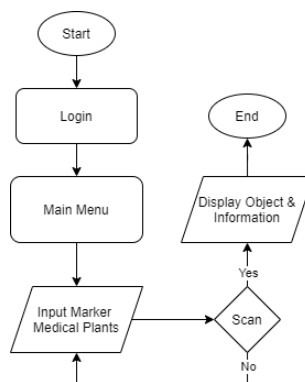 Start
Login
Main Menu
Input Marker
Medical Plants
Scan
Yes
No
Display Object &
Information
End